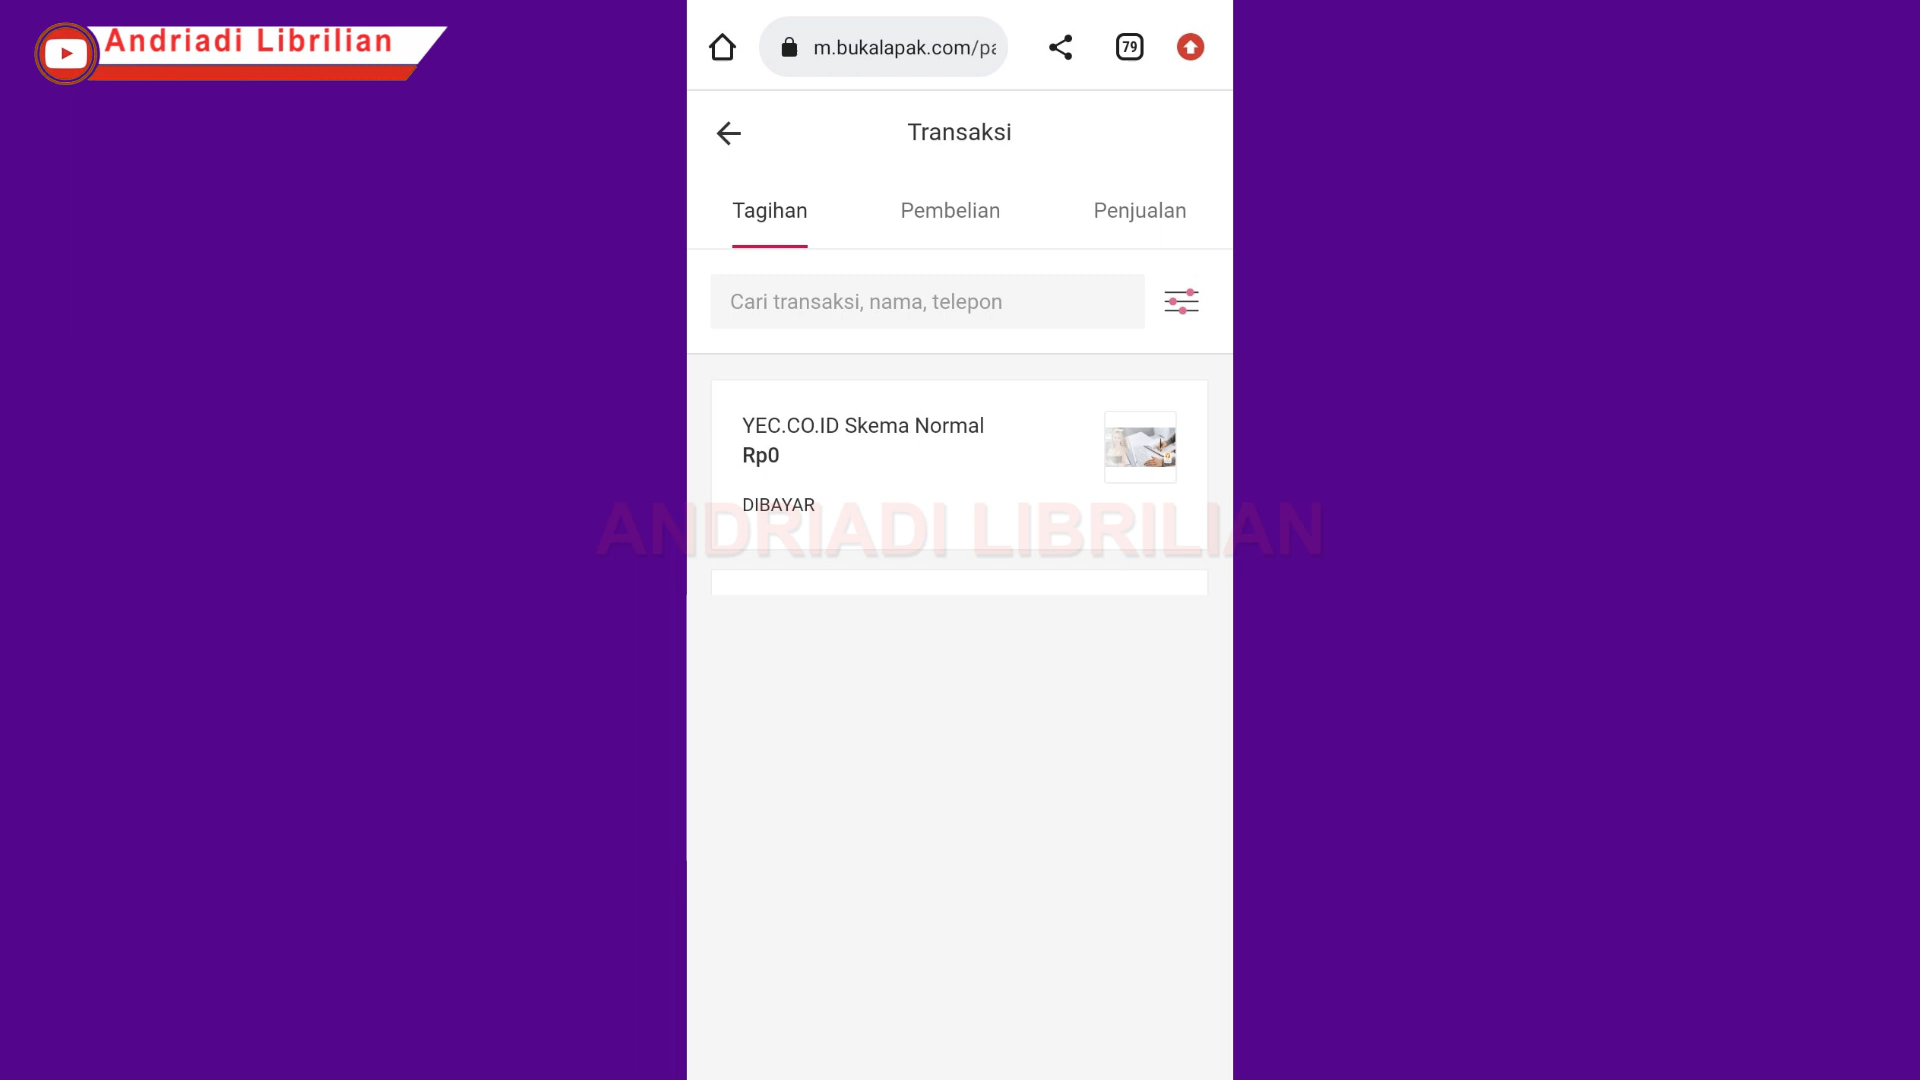 Andriadi Librilian
m.bukalapak.com/pa
79
Transaksi
Tagihan
Pembelian
Penjualan
Cari transaksi, nama, telepon
YEC.CO.ID Skema Normal
Rp0
DIBAYAR
ANDRIADI LIBRILIAN